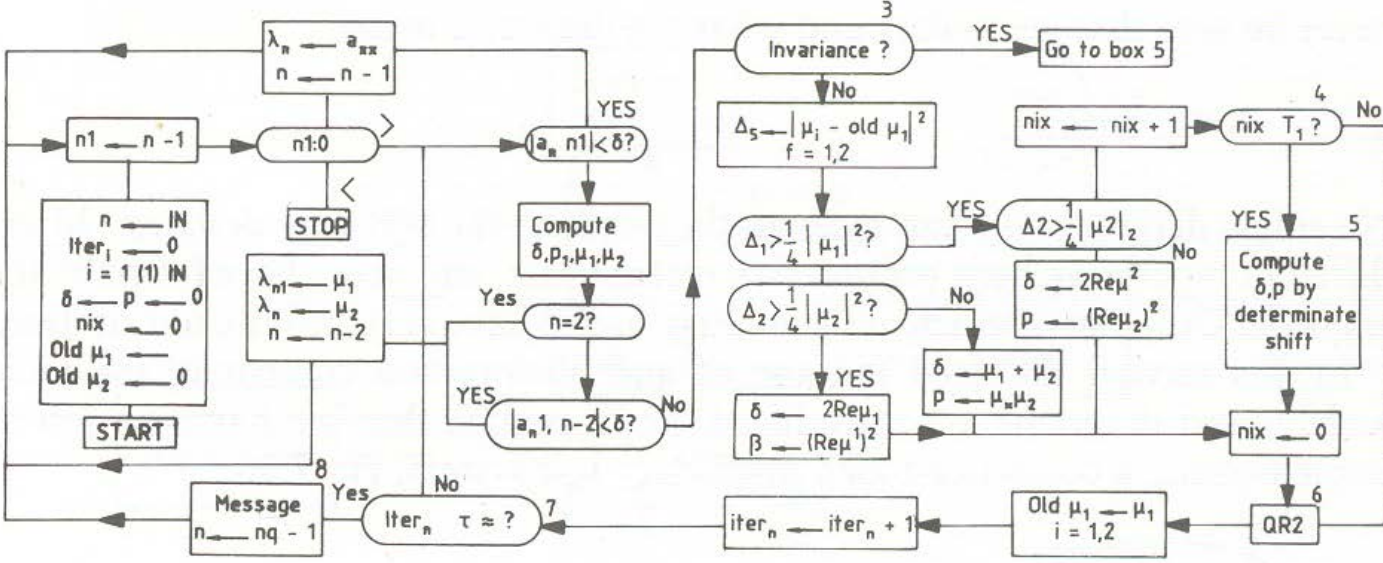 λn ← axx
n ← n - 1
YES
n1 ← n - 1
n1:0
>
|an n1| < δ?
<
STOP
n ← IN
Iteri ← 0
i = 1 (1) IN
δ ← p ← 0
nix ← 0
Old μ1 ←
Old μ2 ← 0
START
λn1 ← μ1
λn ← μ2
n ← n-2
Compute
δ,p1,μ1,μ2
Yes
n=2?
YES
|an1, n-2|<δ?
No
8
Message
n ← nq - 1
Yes
No
Itern τ ≈ ?
7
3
Invariance ?
YES
Go to box 5
No
Δ5 ← |μi - old μ1|2
f = 1,2
Δ1>1/4 |μ1|2?
YES
Δ2>1/4 |μ2|2
No
Δ2>1/4 |μ2|2?
No
YES
δ ← 2Reμ1
β ← (Reμ1)2
δ ← μ1 + μ2
p ← μxμ2
δ ← 2Reμ2
p ← (Reμ2)2
nix ← nix + 1
4
nix T1 ?
No
YES
5
Compute
δ,p by
determinate
shift
nix ← 0
6
QR2
Old μ1 ← μ1
i = 1,2
itern ← itern + 1